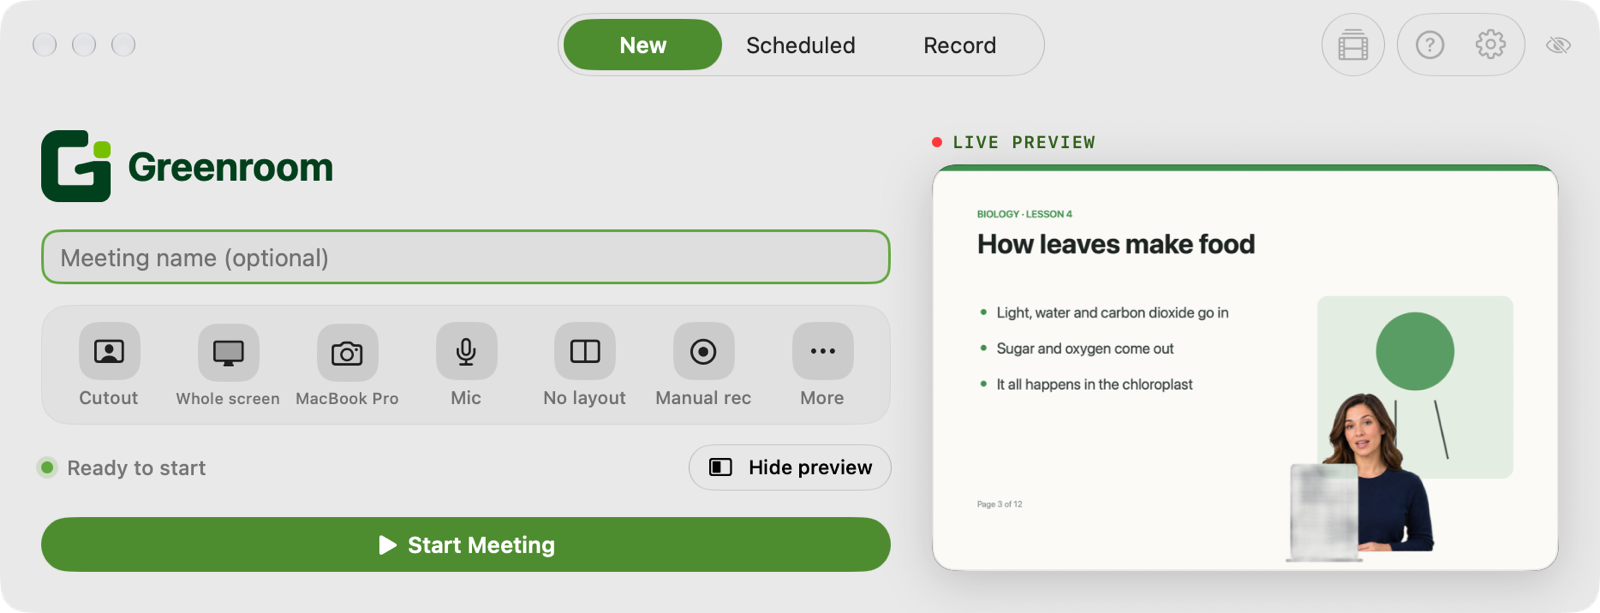 New
Scheduled
Record
Greenroom
Meeting name (optional)
Cutout
Whole screen
MacBook Pro
Mic
No layout
Manual rec
More
Ready to start
Hide preview
Start Meeting
LIVE PREVIEW
BIOLOGY · LESSON 4
How leaves make food
Light, water and carbon dioxide go in
Sugar and oxygen come out
It all happens in the chloroplast
Page 3 of 12